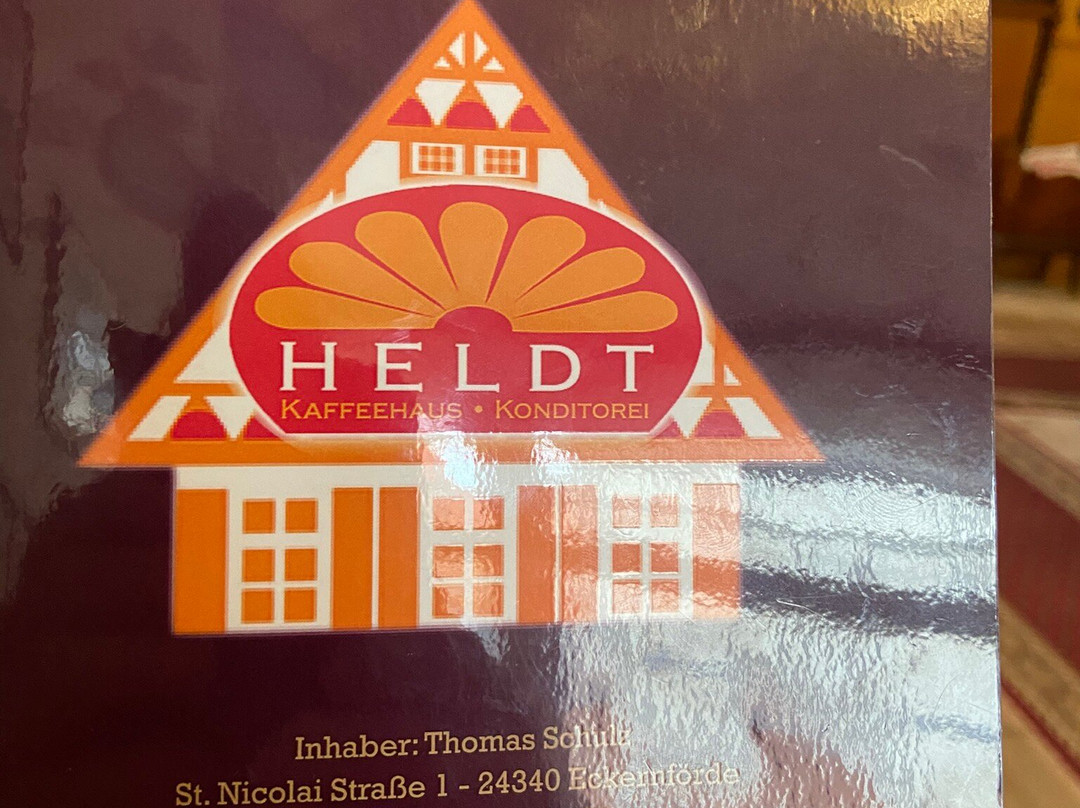 HELDT
KAFFEEHAUS • KONDITOREI
Inhaber: Thomas Schulz
St. Nicolai Straße 1 - 24340 Eckernförde